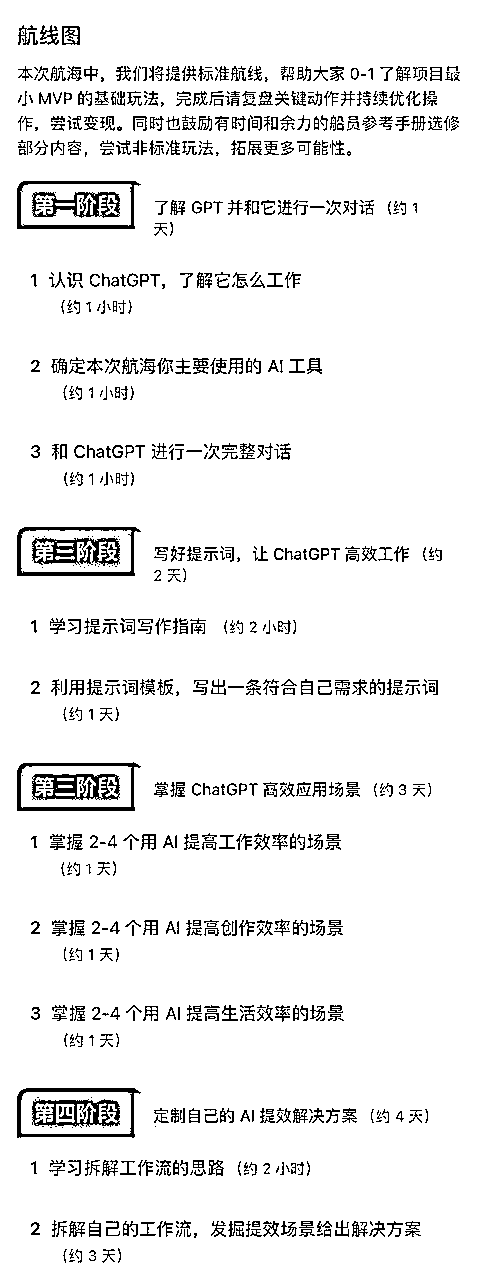 航线图
本次航海中，我们将提供标准航线，帮助大家 0-1 了解项目最
小 MVP 的基础玩法，完成后请复盘关键动作并持续优化操
作，尝试变现。同时也鼓励有时间和余力的船员参考手册选修
部分内容，尝试非标准玩法，拓展更多可能性。
第一阶段 了解 GPT 并和它进行一次对话（约 1
天）
1 认识 ChatGPT，了解它怎么工作
（约 1 小时）
2 确定本次航海你主要使用的 AI 工具
（约 1 小时）
3 和 ChatGPT 进行一次完整对话
（约 1 小时）
第二阶段 写好提示词，让 ChatGPT 高效工作（约
2 天）
1 学习提示词写作指南 （约 2 小时）
2 利用提示词模板，写出一条符合自己需求的提示词
（约 1 天）
第三阶段 掌握 ChatGPT 高效应用场景（约 3 天）
1 掌握 2-4 个用 AI 提高工作效率的场景
（约 1 天）
2 掌握 2-4 个用 AI 提高创作效率的场景
（约 1 天）
3 掌握 2-4 个用 AI 提高生活效率的场景
（约 1 天）
第四阶段 定制自己的 AI 提效解决方案（约 4 天）
1 学习拆解工作流的思路（约 2 小时）
2 拆解自己的工作流，发掘提效场景给出解决方案
（约 3 天）